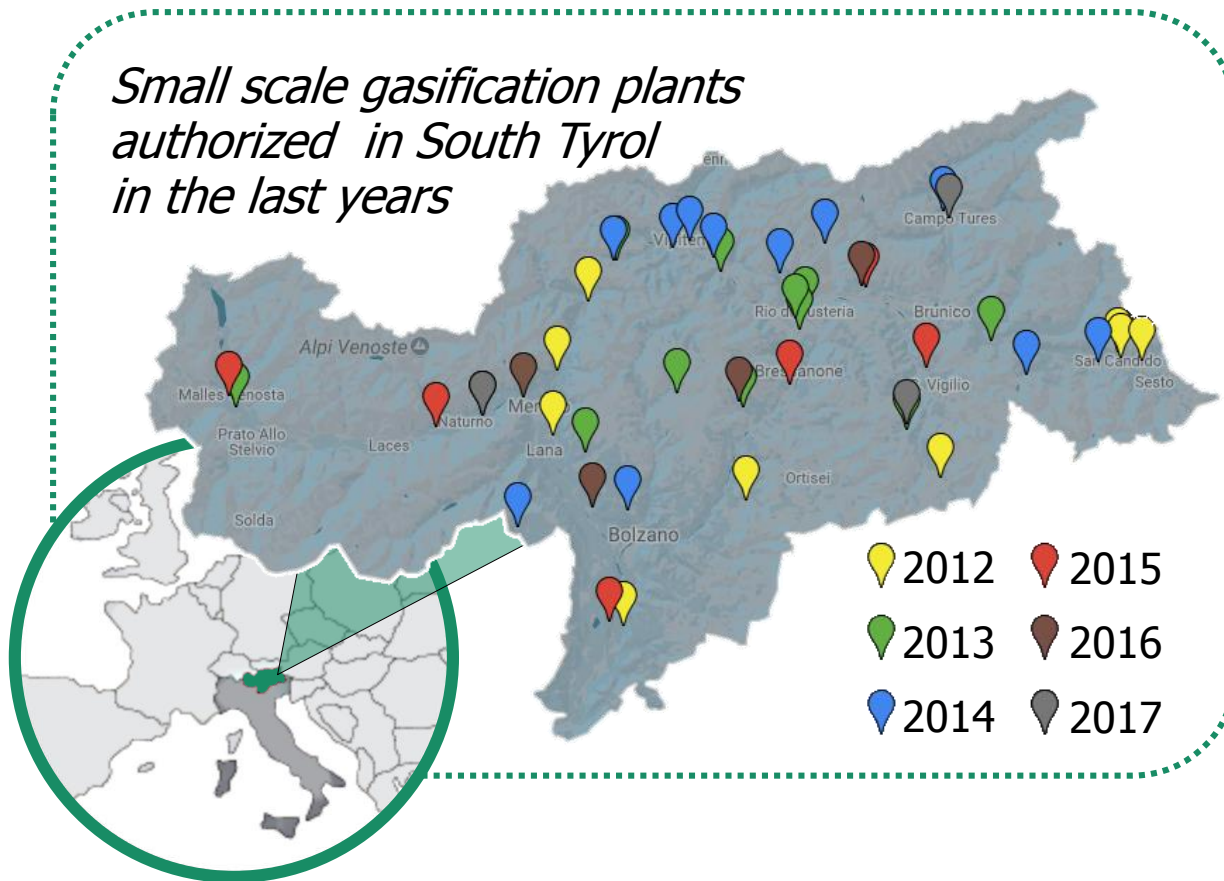 Small scale gasification plants
authorized in South Tyrol
in the last years
Campo Tures
Rio di Pusteria
Brunico
Alpi Venoste
San Candido
Bressanone
Malles Venosta
Vigilio
Sesto
Naturno
Prato Allo
Stelvio
Laces
Lana
Ortisei
Solda
Bolzano
2012
2015
2013
2016
2014
2017